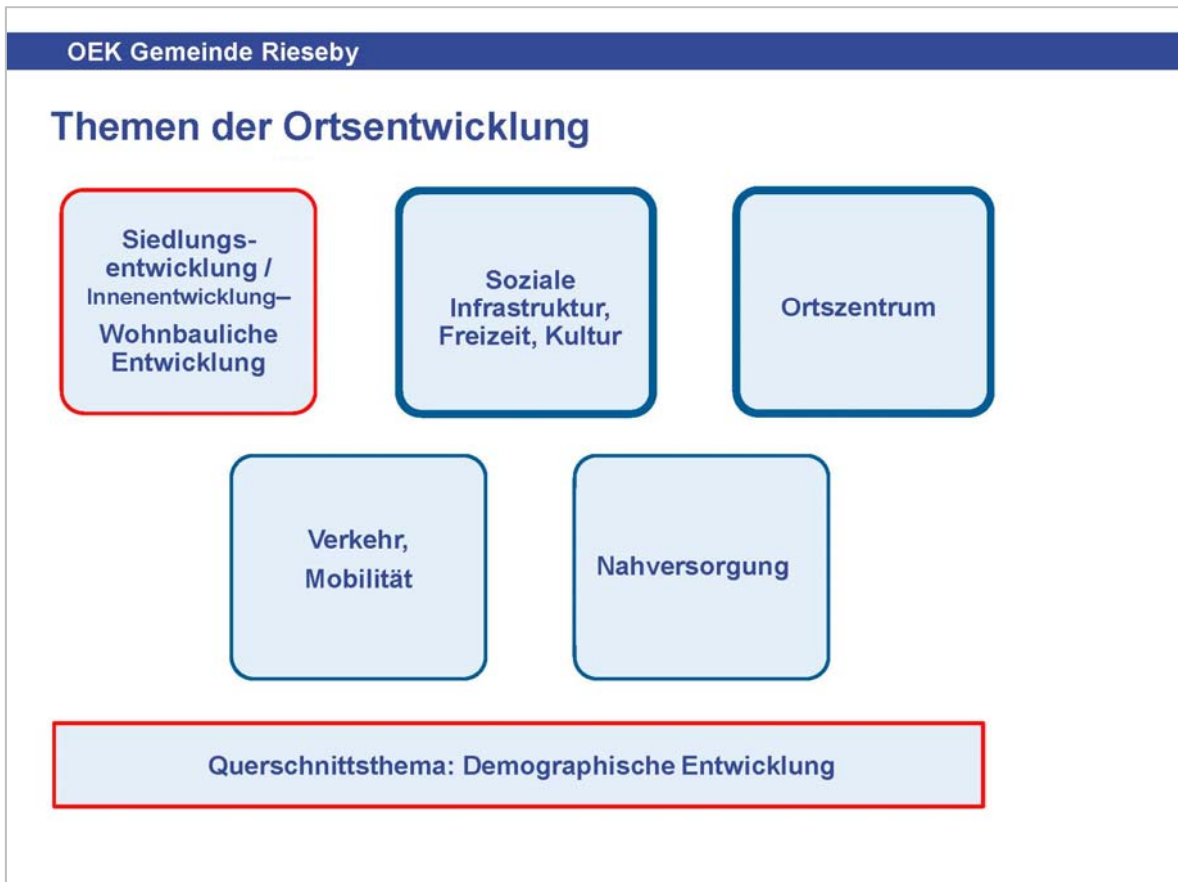 OEK Gemeinde Rieseby
Themen der Ortsentwicklung
Siedlungs-
entwicklung /
Innenentwicklung–
Wohnbauliche
Entwicklung
Soziale
Infrastruktur,
Freizeit, Kultur
Ortszentrum
Verkehr,
Mobilität
Nahversorgung
Querschnittsthema: Demographische Entwicklung